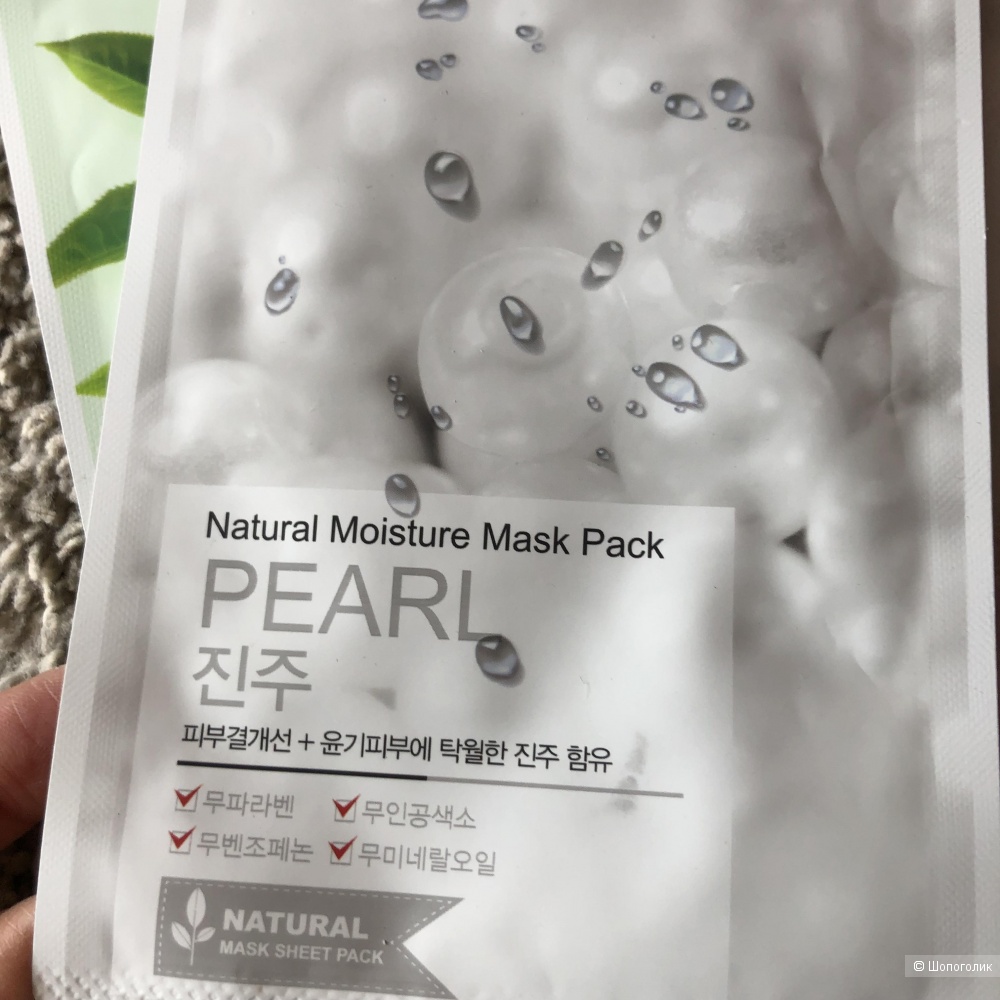 Natural Moisture Mask Pack
PEARL
진주
피부결개선 + 윤기피부에 탁월한 진주 함유
무파라벤 무인공색소
무벤조페논 무미네랄오일
NATURAL
MASK SHEET PACK
© Шопоголик